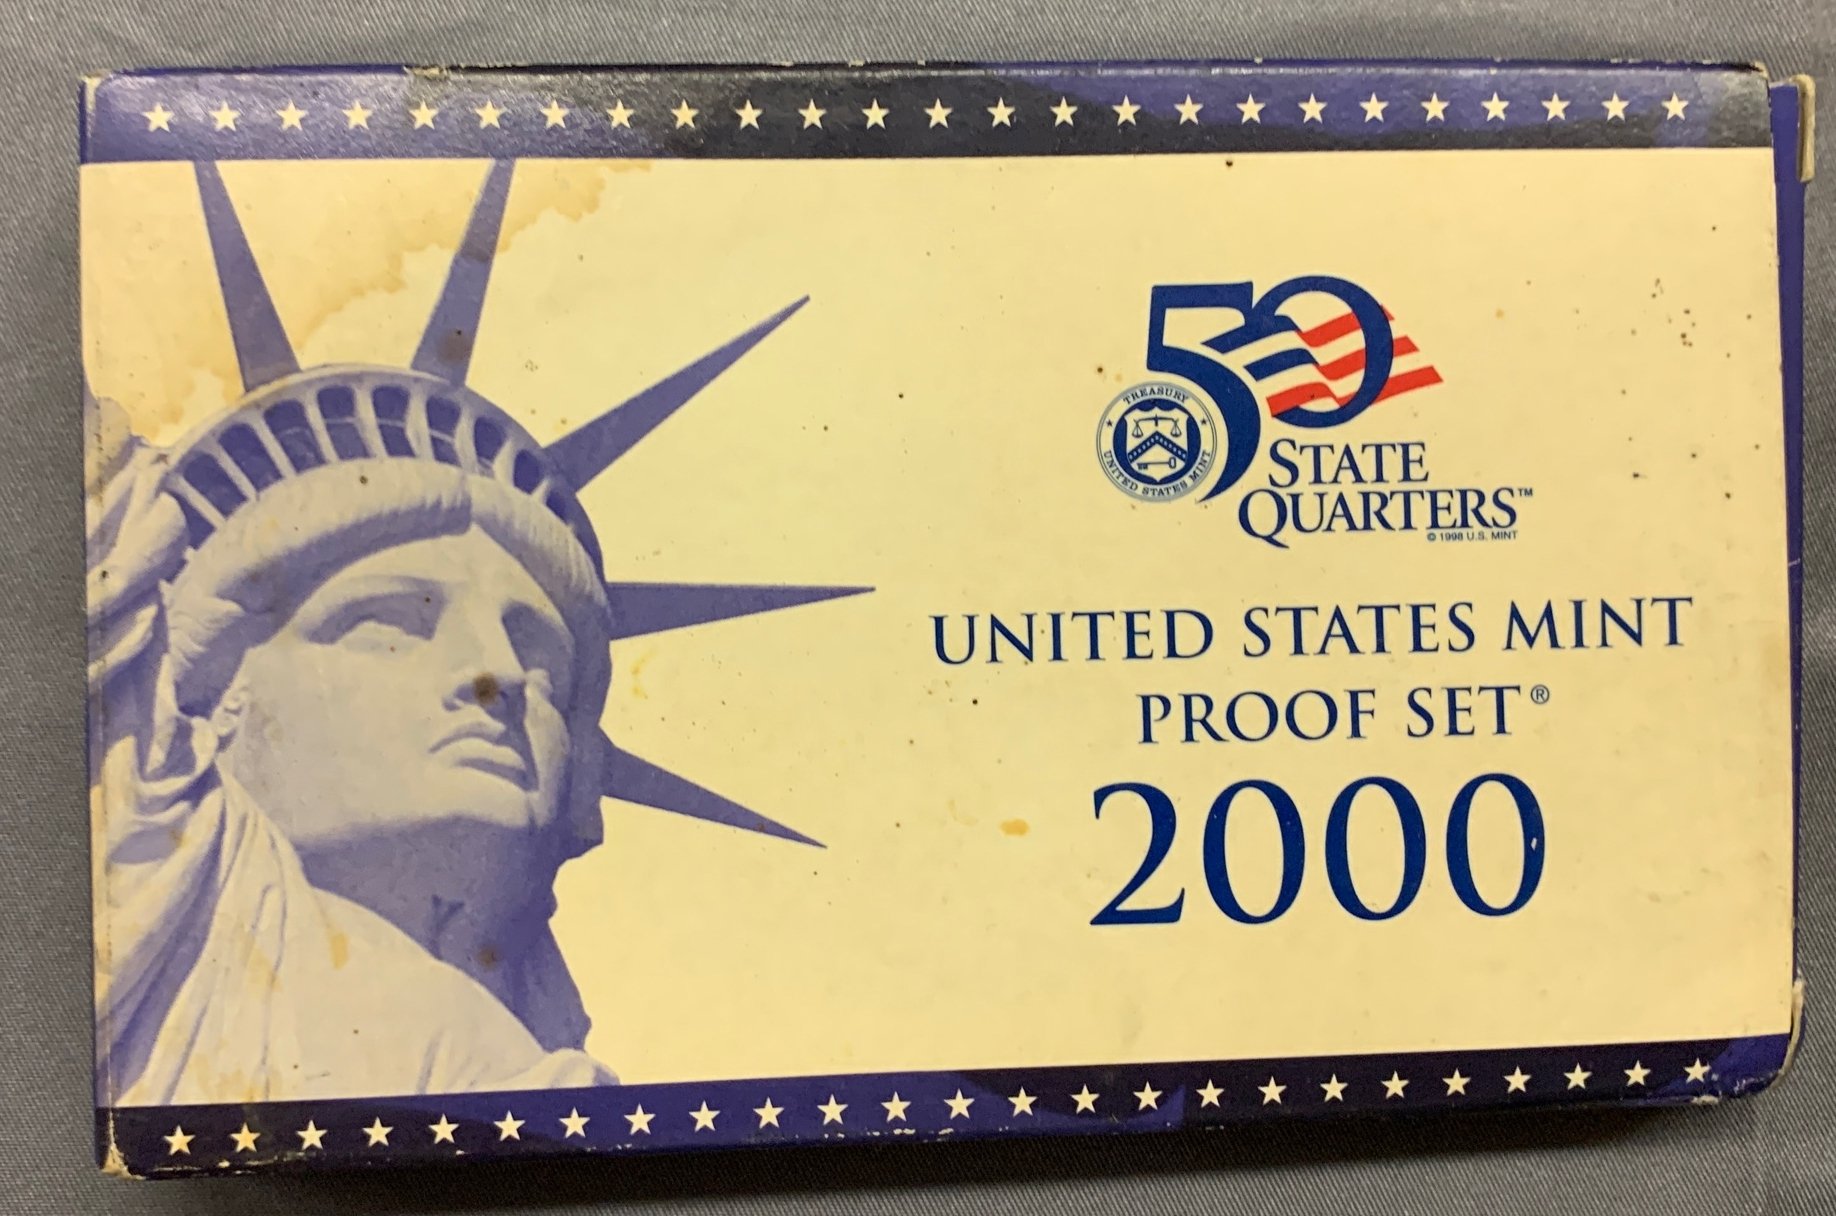 50
TREASURY
UNITED STATES MINT
STATE
QUARTERS™
© 1998 U.S. MINT
UNITED STATES MINT
PROOF SET®
2000